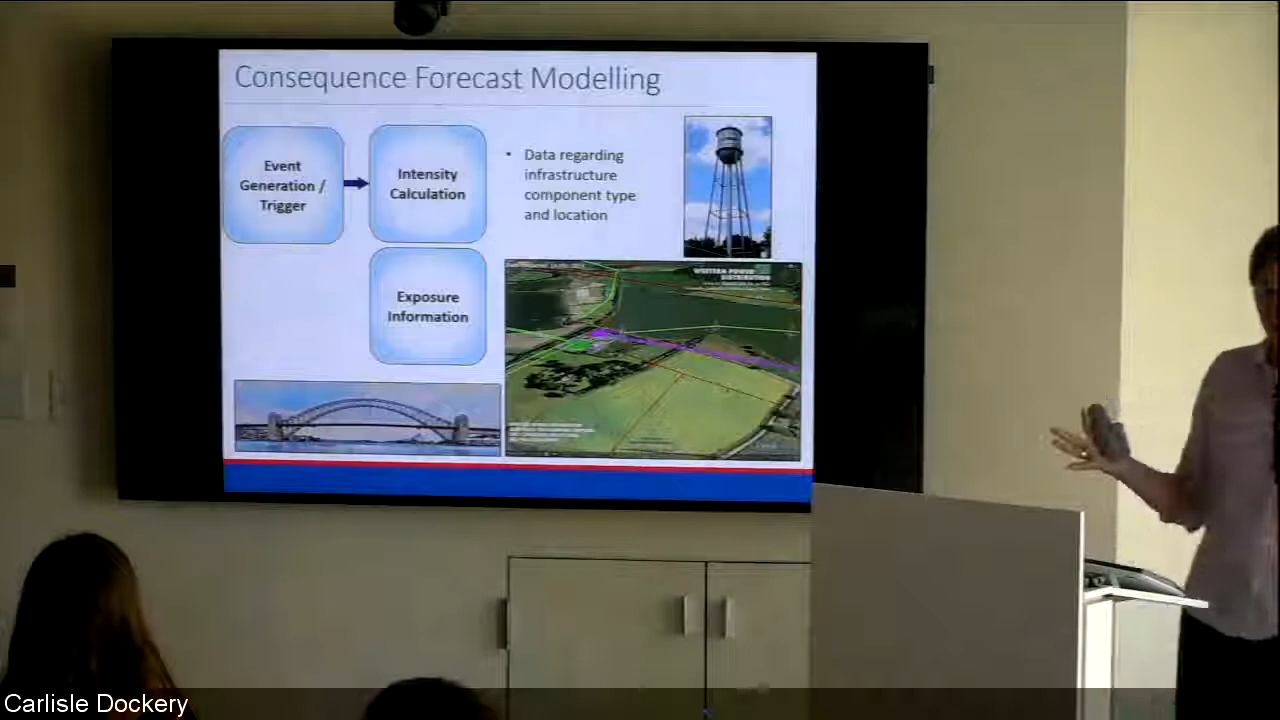 Consequence Forecast Modelling
Event
Generation /
Trigger
Intensity
Calculation
• Data regarding
infrastructure
component type
and location
Exposure
Information
WESTERN POWER
DISTRIBUTION
Carlisle Dockery